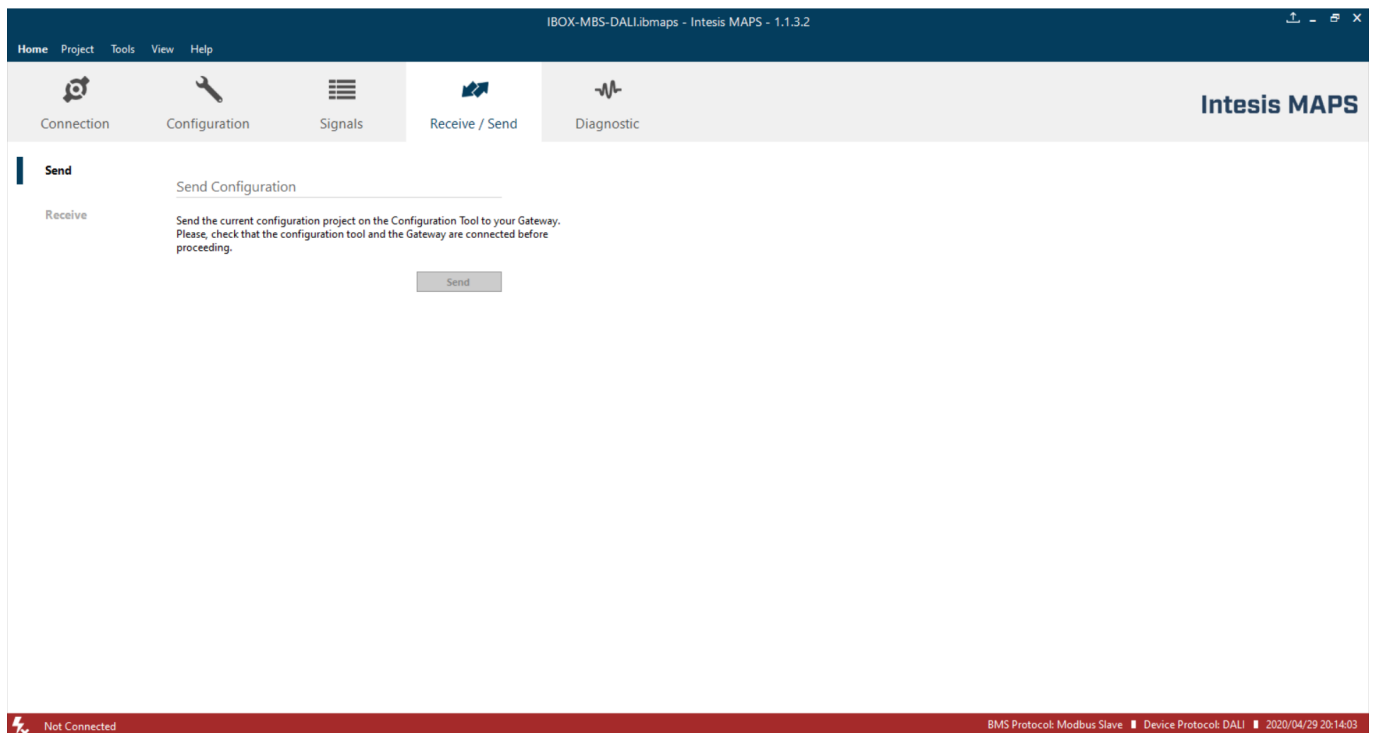 IBOX-MBS-DALI.ibmaps - Intesis MAPS - 1.1.3.2
Home Project Tools View Help
Connection Configuration Signals Receive / Send Diagnostic
Intesis MAPS
Send
Send Configuration
Receive
Send the current configuration project on the Configuration Tool to your Gateway.
Please, check that the configuration tool and the Gateway are connected before
proceeding.
Send
Not Connected
BMS Protocol: Modbus Slave Device Protocol: DALI 2020/04/29 20:14:03